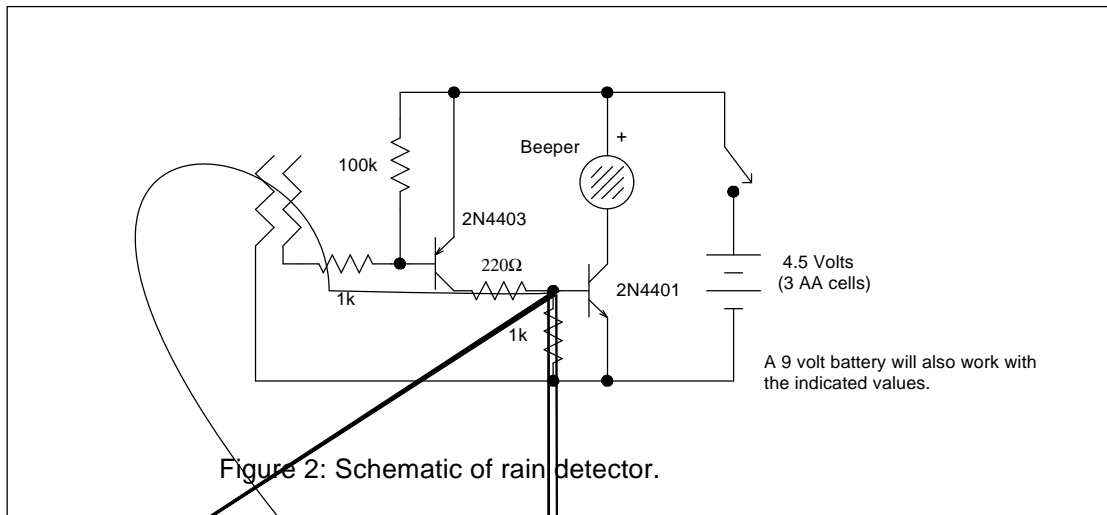 Beeper
+
100k
2N4403
220Ω
1k
2N4401
1k
4.5 Volts
(3 AA cells)
A 9 volt battery will also work with
the indicated values.
Figure 2: Schematic of rain detector.